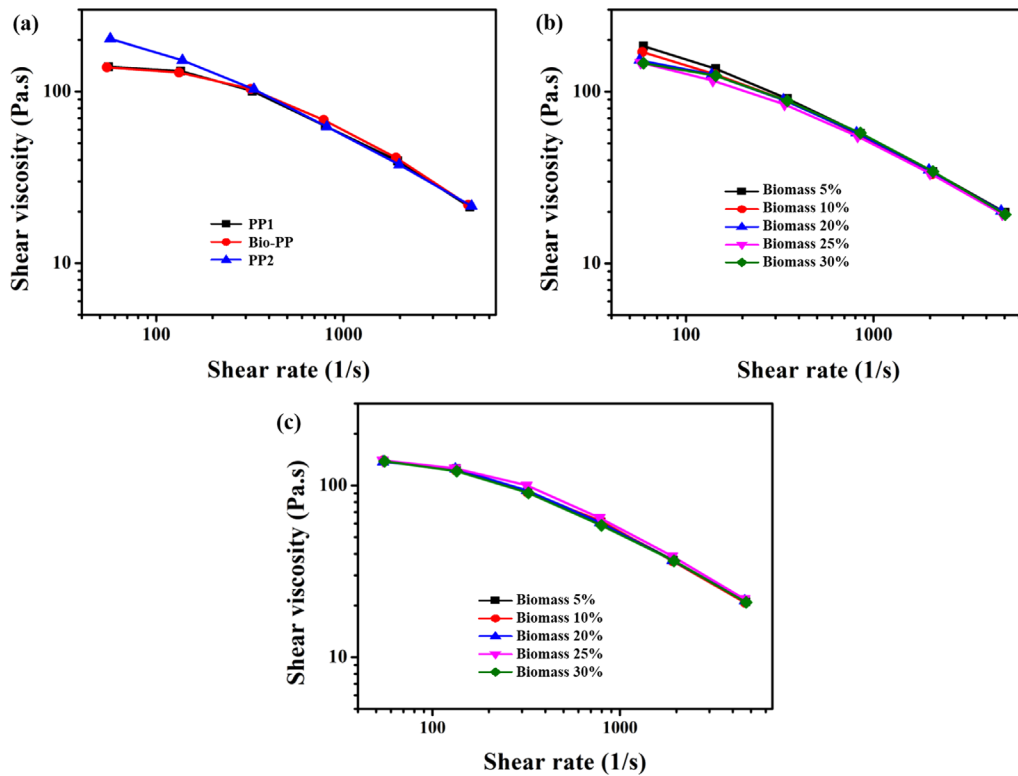 (a)
Shear viscosity (Pa.s)
100
10
PP1
Bio-PP
PP2
100
1000
Shear rate (1/s)
(b)
Shear viscosity (Pa.s)
100
10
Biomass 5%
Biomass 10%
Biomass 20%
Biomass 25%
Biomass 30%
100
1000
Shear rate (1/s)
(c)
Shear viscosity (Pa.s)
100
10
Biomass 5%
Biomass 10%
Biomass 20%
Biomass 25%
Biomass 30%
100
1000
Shear rate (1/s)